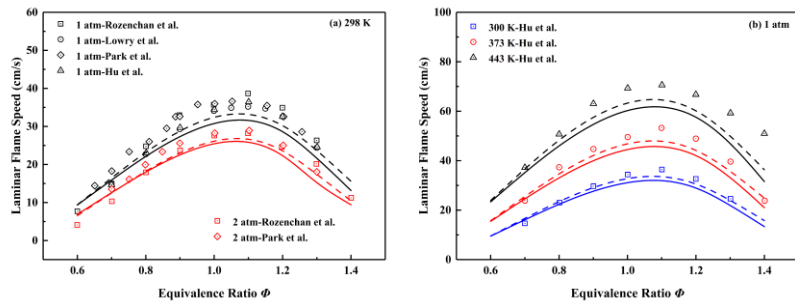 (a) 298 K
1 atm-Rozenchan et al.
1 atm-Lowry et al.
1 atm-Park et al.
1 atm-Hu et al.
2 atm-Rozenchan et al.
2 atm-Park et al.
Laminar Flame Speed (cm/s)
60
50
40
30
20
10
0
0.6 0.8 1.0 1.2 1.4
Equivalence Ratio Φ
(b) 1 atm
300 K-Hu et al.
373 K-Hu et al.
443 K-Hu et al.
Laminar Flame Speed (cm/s)
100
80
60
40
20
0
0.6 0.8 1.0 1.2 1.4
Equivalence Ratio Φ